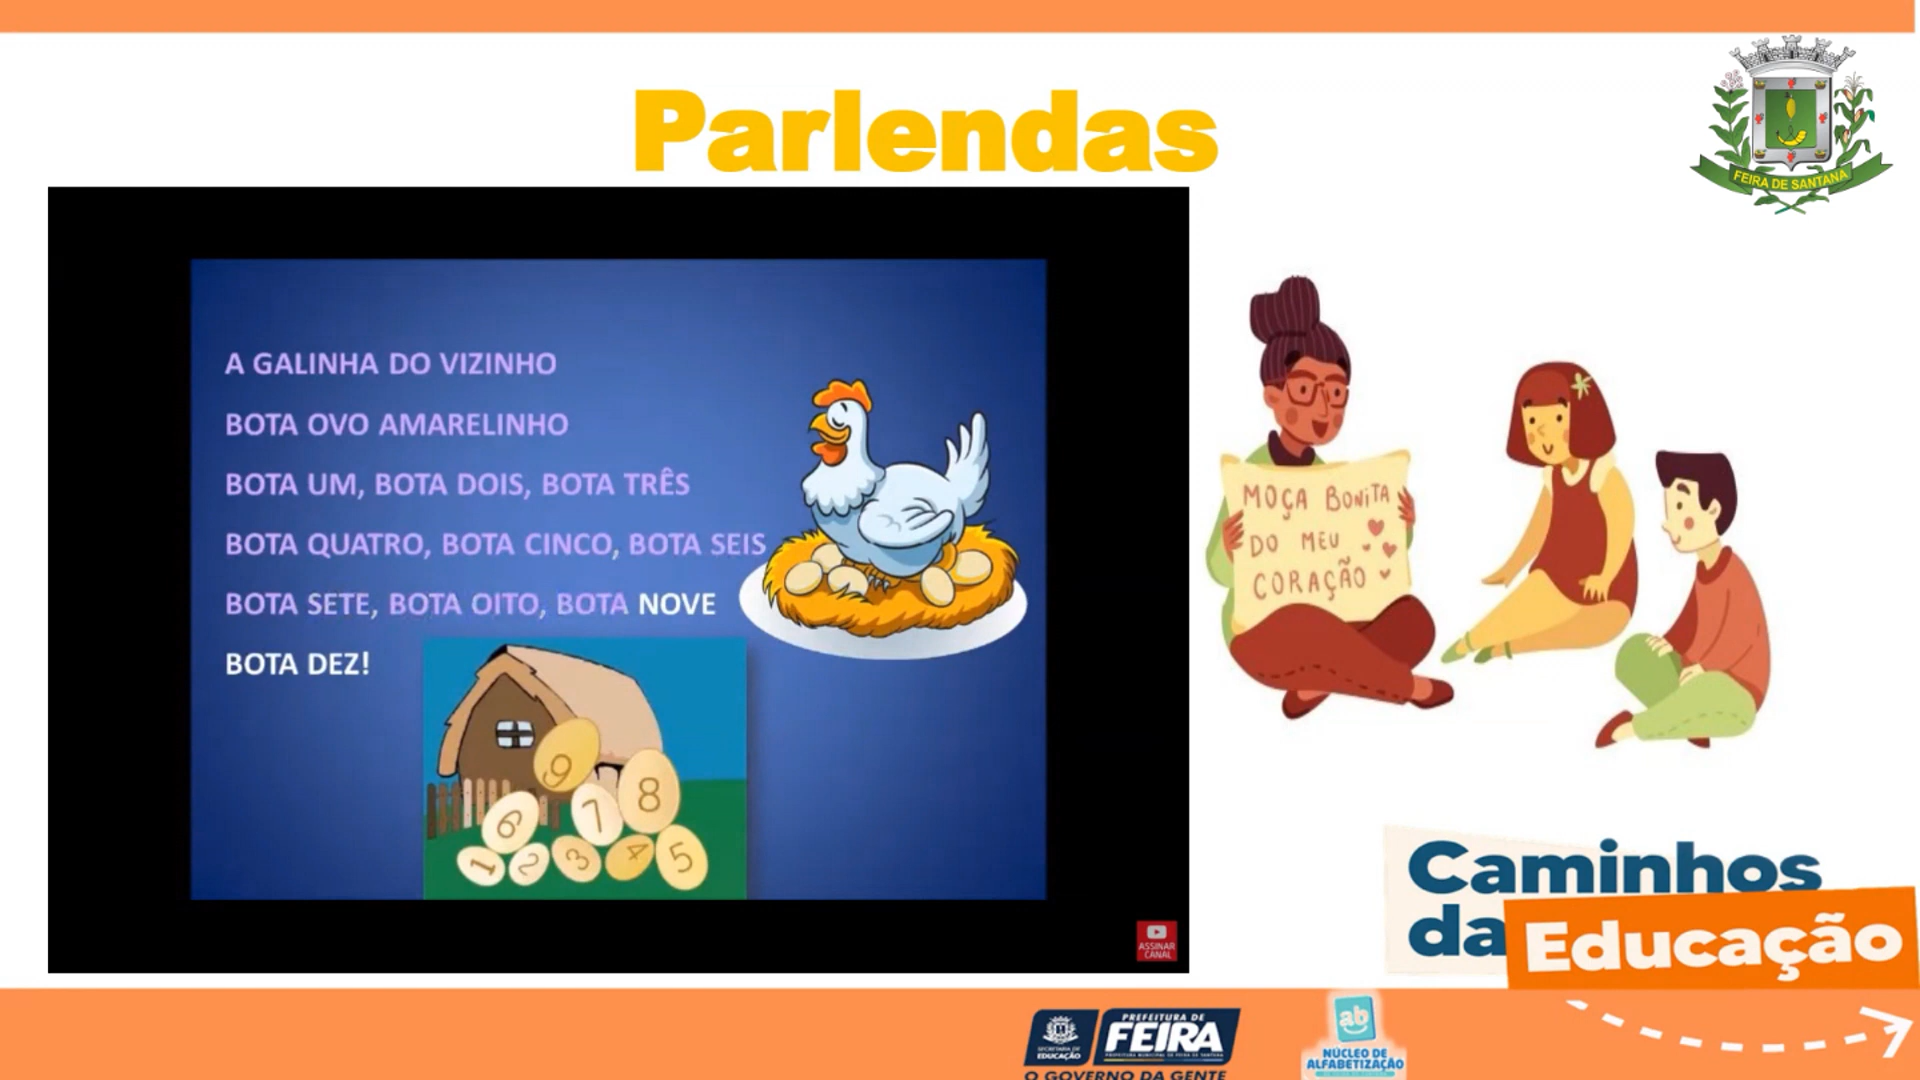 Parlendas
FEIRA DE SANTANA
A GALINHA DO VIZINHO
BOTA OVO AMARELINHO
BOTA UM, BOTA DOIS, BOTA TRÊS
BOTA QUATRO, BOTA CINCO, BOTA SEIS
BOTA SETE, BOTA OITO, BOTA NOVE
BOTA DEZ!
9
8
6
7
1
2
3
4
5
ASSINAR
CANAL
MOÇA BONITA
DO MEU
CORAÇÃO
Caminhos
da Educação
SECRETARIA DE
EDUCAÇÃO
PREFEITURA DE
FEIRA
O GOVERNO DA GENTE
ab
NÚCLEO DE
ALFABETIZAÇÃO